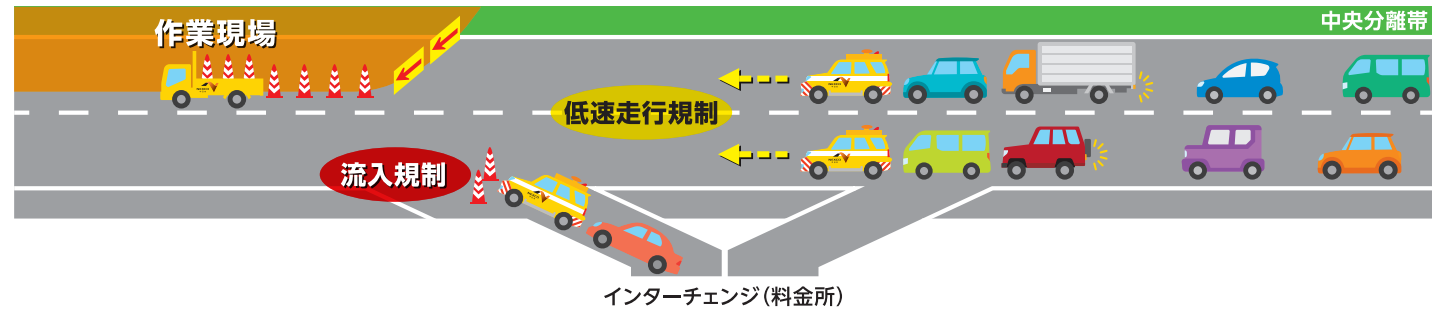 中央分離帯
作業現場
低速走行規制
流入規制
インターチェンジ（料金所）